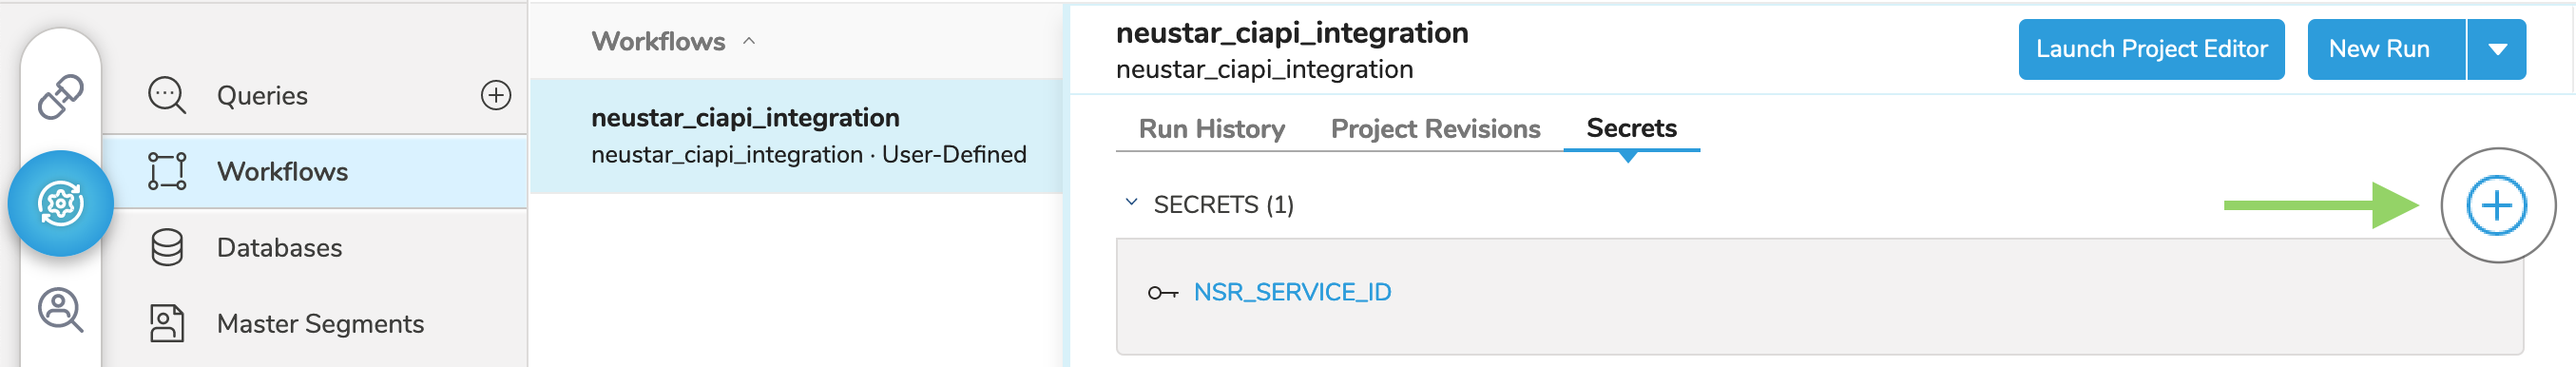 Queries
Workflows
Databases
Master Segments
Workflows
neustar_ciapi_integration
neustar_ciapi_integration · User-Defined
neustar_ciapi_integration
neustar_ciapi_integration
Launch Project Editor
New Run
Run History
Project Revisions
Secrets
SECRETS (1)
NSR_SERVICE_ID